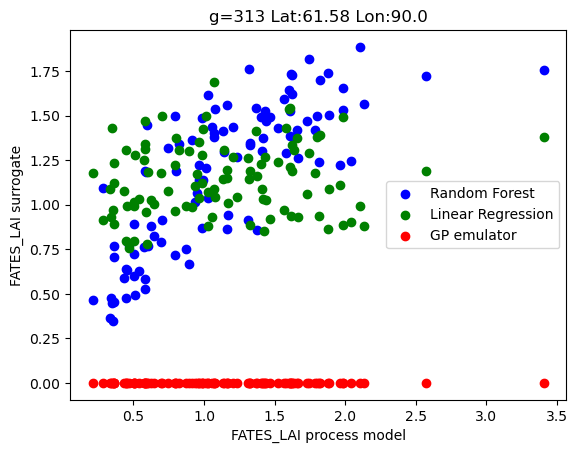 g=313 Lat:61.58 Lon:90.0
FATES_LAI surrogate
1.75
1.50
1.25
1.00
0.75
0.50
0.25
0.00
Random Forest
Linear Regression
GP emulator
0.5 1.0 1.5 2.0 2.5 3.0 3.5
FATES_LAI process model